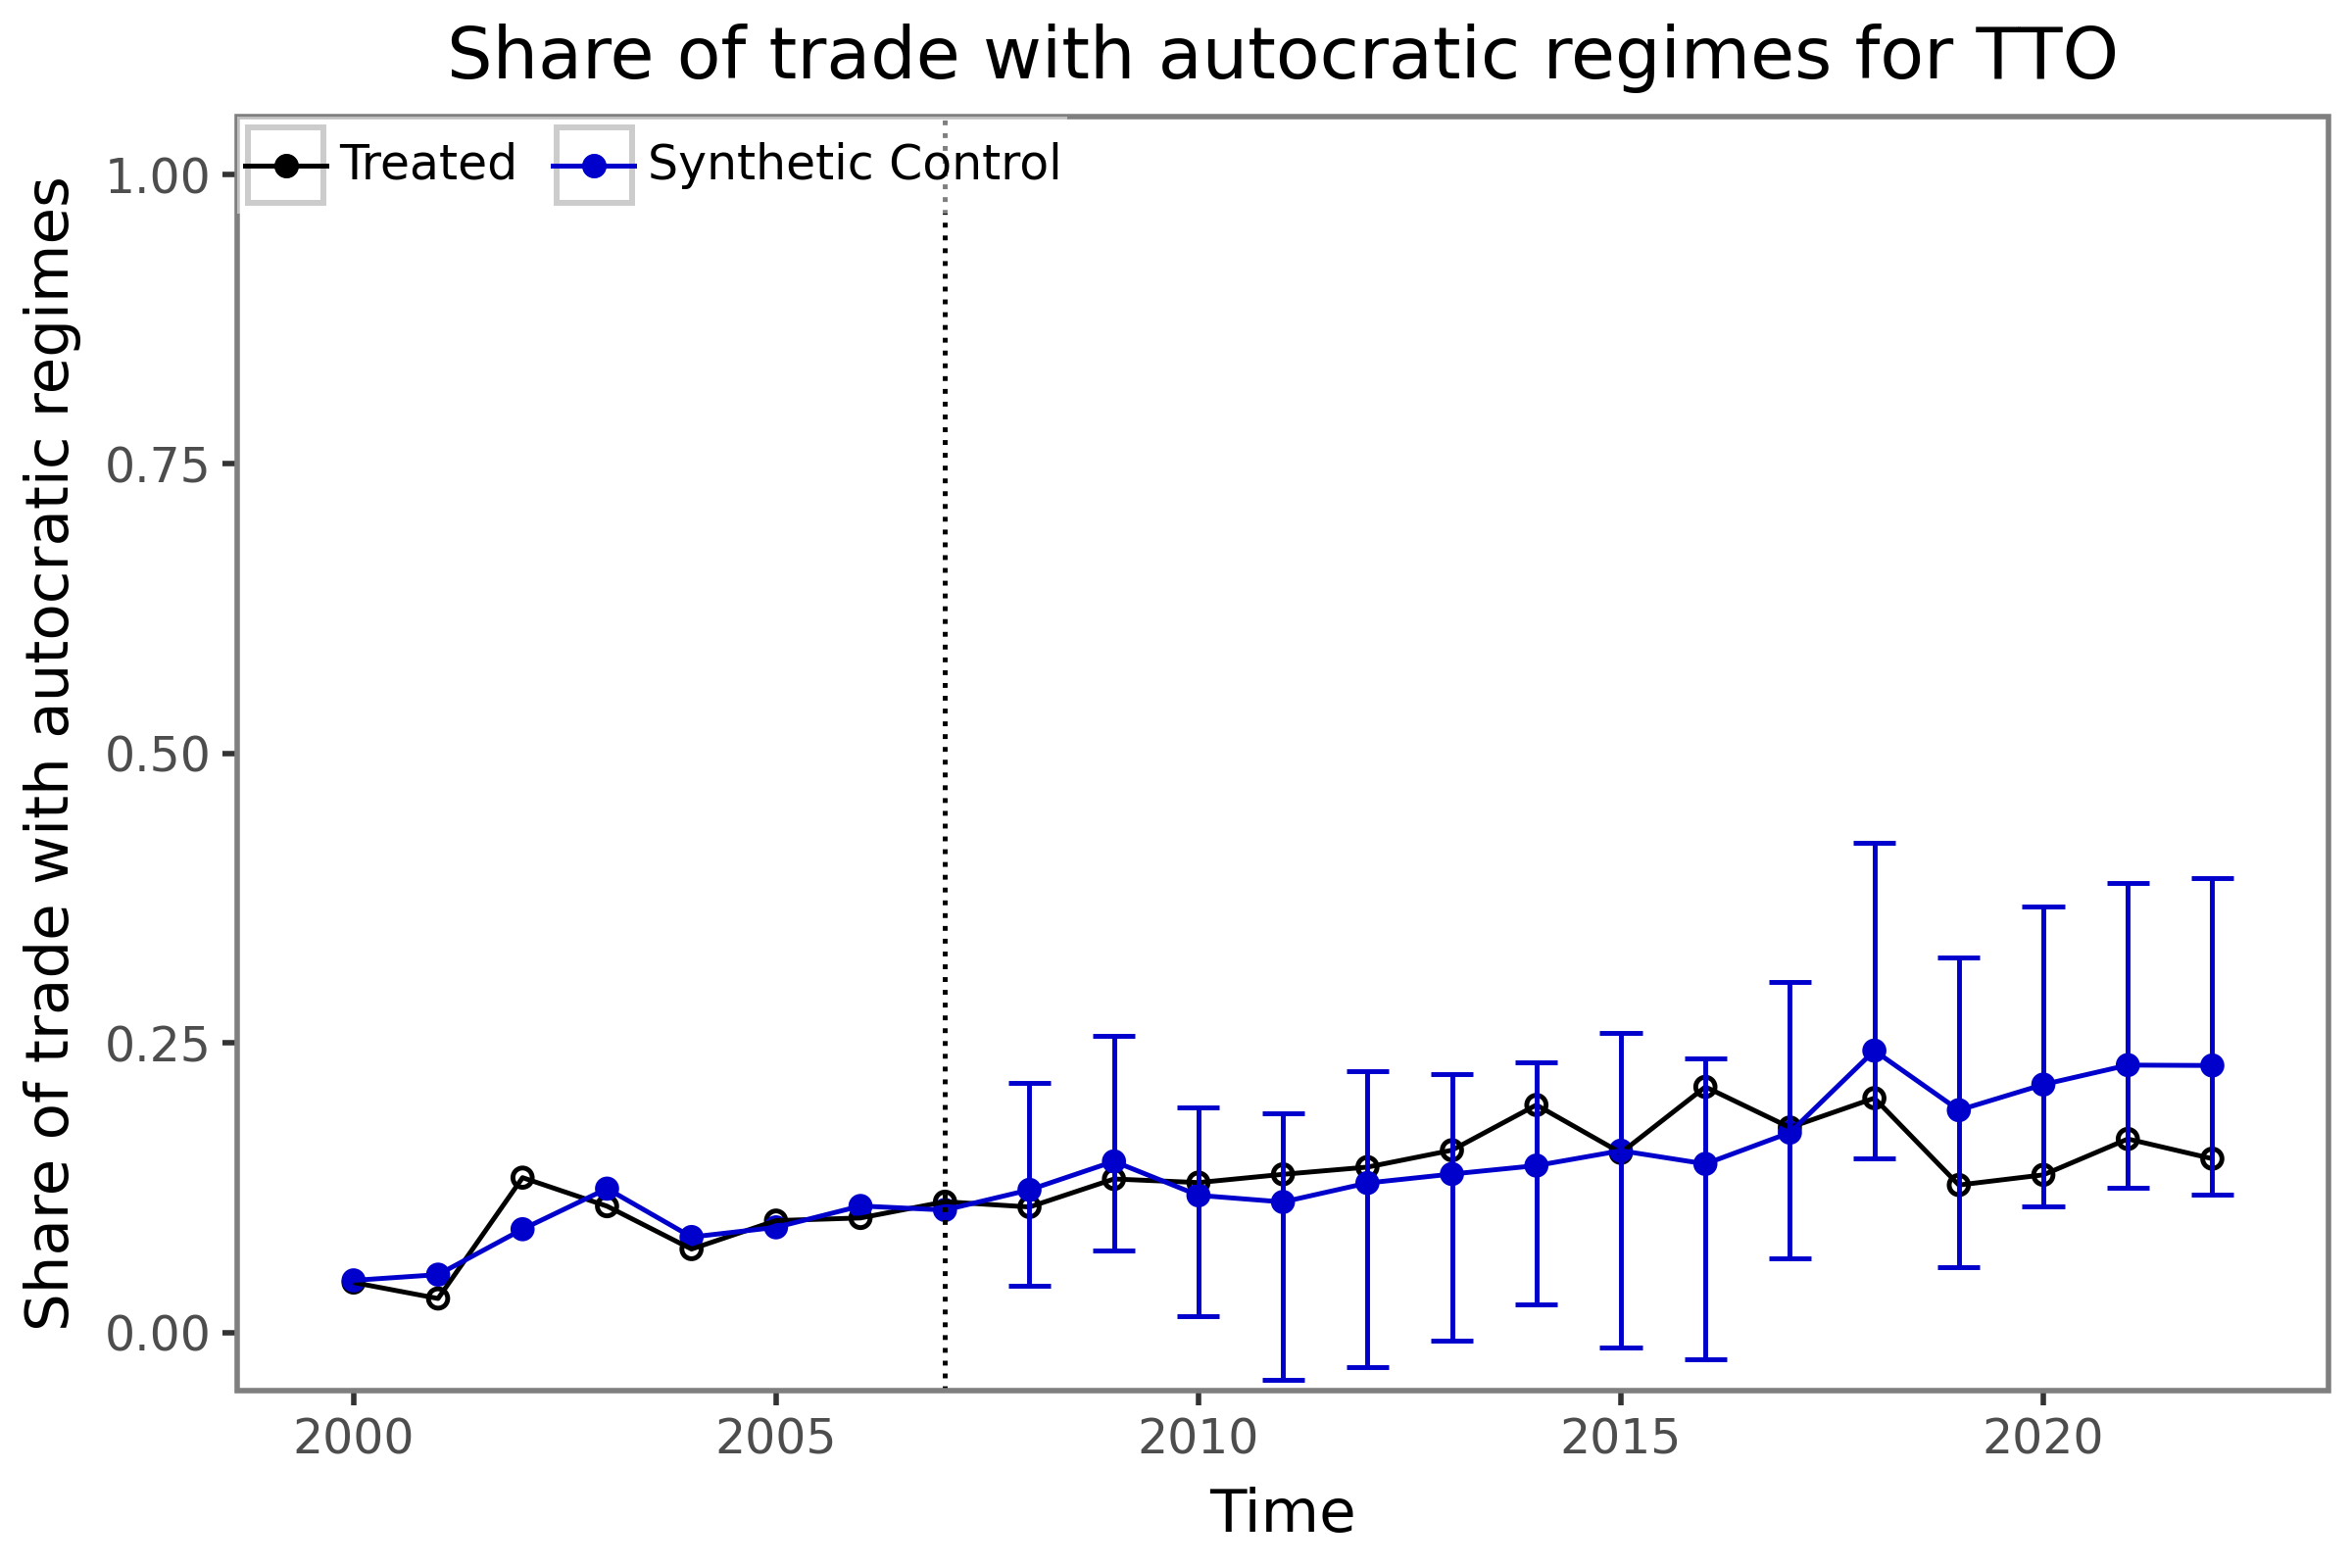 Share of trade with autocratic regimes for TTO
Treated
Synthetic Control
Share of trade with autocratic regimes
1.00
0.75
0.50
0.25
0.00
2000
2005
2010
2015
2020
Time